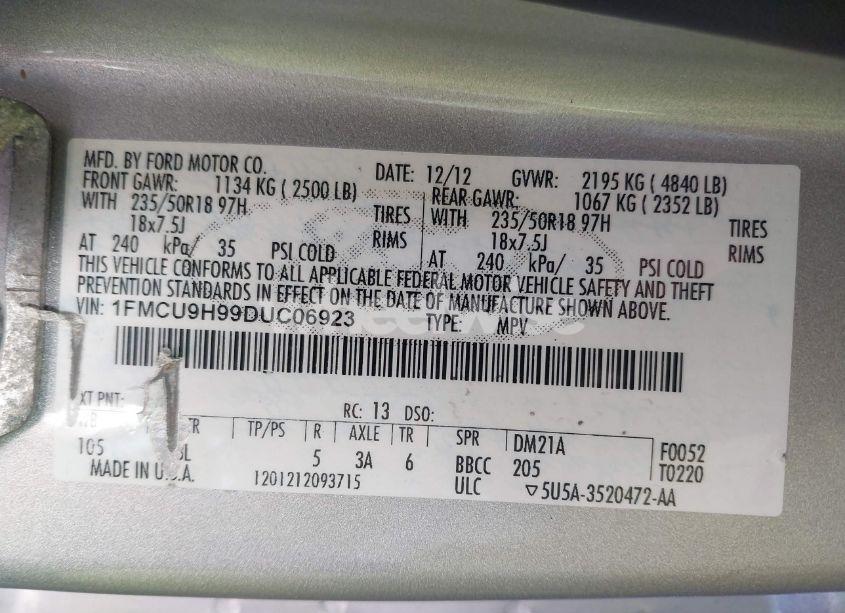 MFD. BY FORD MOTOR CO. DATE: 12/12 GVWR: 2195 KG ( 4840 LB)
FRONT GAWR: 1134 KG ( 2500 LB) REAR GAWR: 1067 KG ( 2352 LB)
WITH 235/50R18 97H TIRES WITH 235/50R18 97H TIRES
18x7.5J RIMS 18x7.5J RIMS
AT 240 kPa/ 35 PSI COLD AT 240 kPa/ 35 PSI COLD
THIS VEHICLE CONFORMS TO ALL APPLICABLE FEDERAL MOTOR VEHICLE SAFETY AND THEFT
PREVENTION STANDARDS IN EFFECT ON THE DATE OF MANUFACTURE SHOWN ABOVE.
VIN: 1FMCU9H99DUC06923 TYPE: MPV
XT PNT: RC: 13 DSO:
WB TR TP/PS R AXLE TR SPR DM21A F0052
105 L 5 3A 6 BBCC 205 T0220
MADE IN U.S.A. 1201212093715 ULC ▽5U5A-3520472-AA